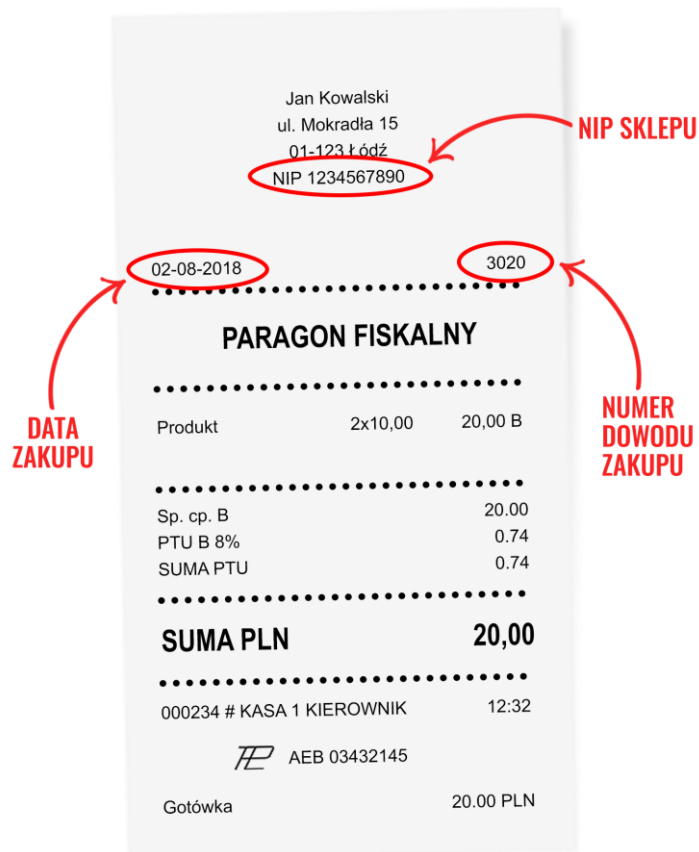 Jan Kowalski
ul. Mokradła 15
01-123 Łódź
NIP 1234567890
NIP SKLEPU
02-08-2018 3020
PARAGON FISKALNY
Produkt 2x10,00 20,00 B
DATA
ZAKUPU
NUMER
DOWODU
ZAKUPU
Sp. cp. B 20.00
PTU B 8% 0.74
SUMA PTU 0.74
SUMA PLN 20,00
000234 # KASA 1 KIEROWNIK 12:32
AEB 03432145
Gotówka 20.00 PLN